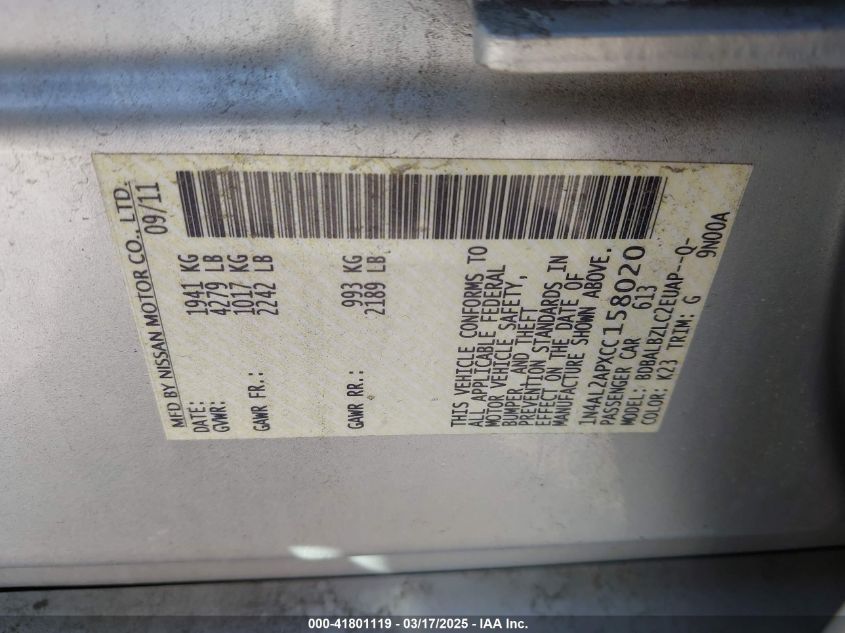 MFD BY NISSAN MOTOR CO., LTD.
DATE: 09/11
GVWR: 1941 KG
4279 LB
GAWR FR.: 1017 KG
2242 LB
GAWR RR.: 993 KG
2189 LB
THIS VEHICLE CONFORMS TO
ALL APPLICABLE FEDERAL
MOTOR VEHICLE SAFETY,
BUMPER, AND THEFT
PREVENTION STANDARDS IN
EFFECT ON THE DATE OF
MANUFACTURE SHOWN ABOVE.
1N4AL2APXCC158020
PASSENGER CAR 613
MODEL: BDBALBZLC2EUAP--Q-
COLOR: K23 TRIM: G 9N00A
000-41801119 - 03/17/2025 - IAA Inc.